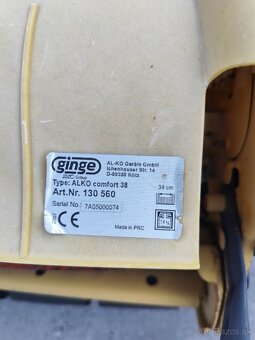 ginge
AL-KO Geräte GmbH
Ichenhauser Str. 14
D-89359 Kötz
Type: ALKO comfort 38
Art.Nr. 130 560
38 cm
Serial No.: 7A05000074
CE
Made in PRC